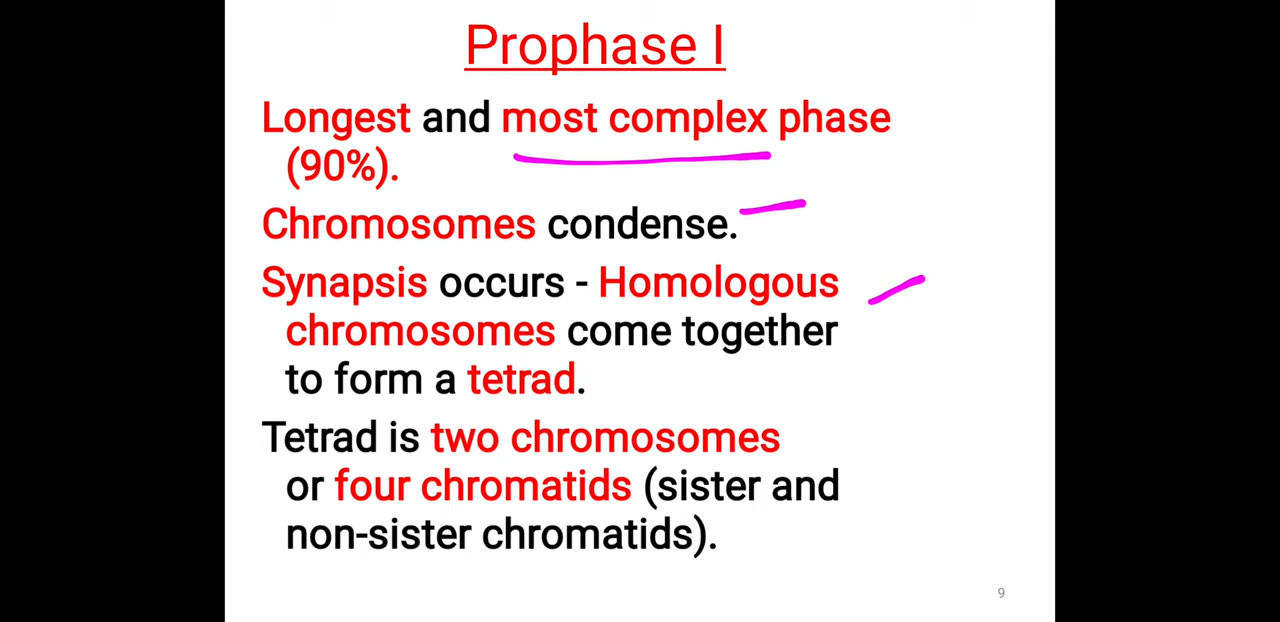 Prophase I
Longest and most complex phase
(90%).
Chromosomes condense.
Synapsis occurs - Homologous
chromosomes come together
to form a tetrad.
Tetrad is two chromosomes
or four chromatids (sister and
non-sister chromatids).
9